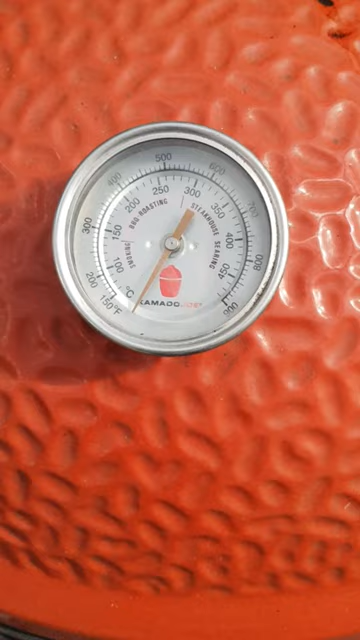 150°F 200 300 400 500 600 700 800 900
°C 100 150 200 250 300 350 400 450
SMOKING BBQ ROASTING STEAKHOUSE SEARING
KAMADOJOE®